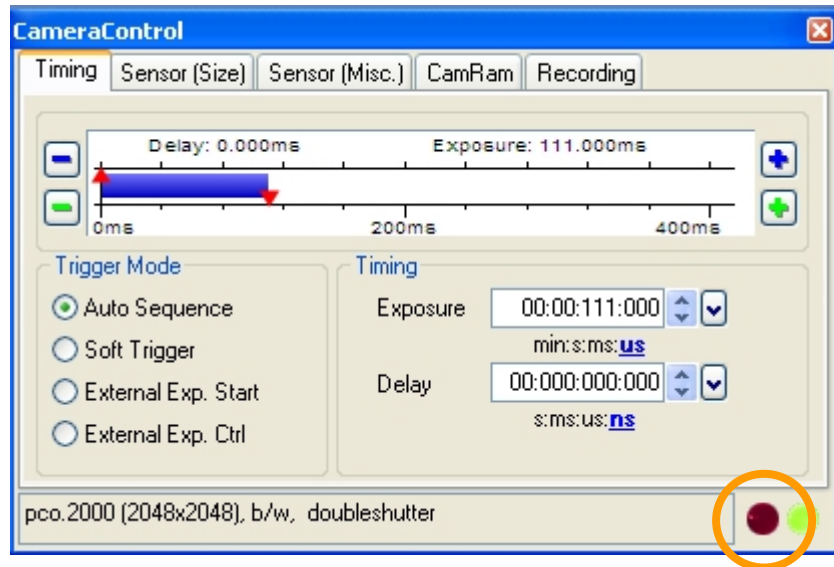 CameraControl
Timing Sensor (Size) Sensor (Misc.) CamRam Recording
Delay: 0.000ms Exposure: 111.000ms
0ms 200ms 400ms
Trigger Mode
Auto Sequence
Soft Trigger
External Exp. Start
External Exp. Ctrl
Timing
Exposure 00:00:111:000
min:s:ms:us
Delay 00:000:000:000
s:ms:us:ns
pco.2000 (2048x2048), b/w, doubleshutter